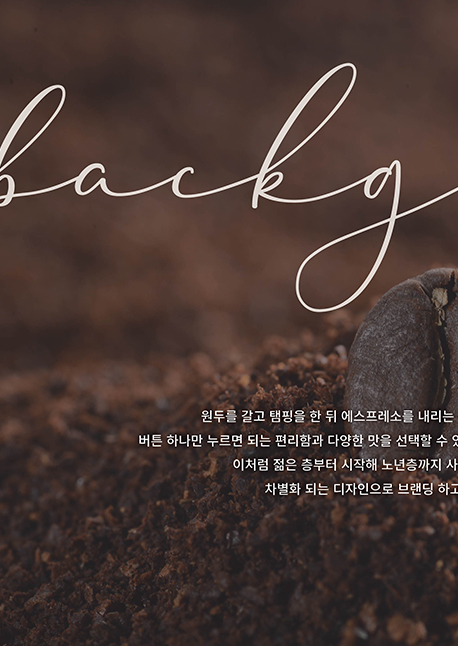 backg
원두를 갈고 탬핑을 한 뒤 에스프레소를 내리는
버튼 하나만 누르면 되는 편리함과 다양한 맛을 선택할 수 있
이처럼 젊은 층부터 시작해 노년층까지 사
차별화 되는 디자인으로 브랜딩 하고